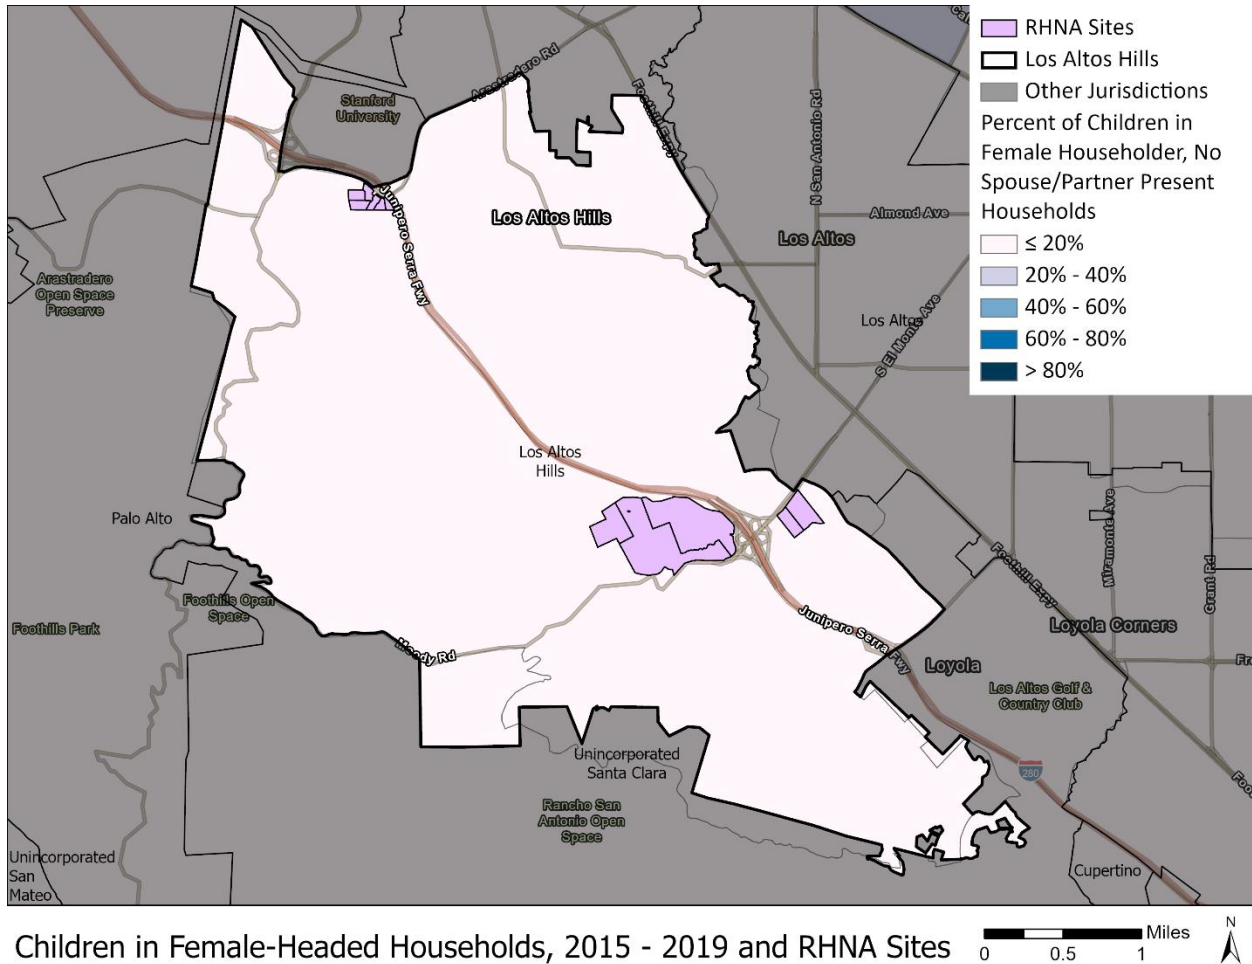 RHNA Sites
Los Altos Hills
Other Jurisdictions
Percent of Children in
Female Householder, No
Spouse/Partner Present
Households
≤ 20%
20% - 40%
40% - 60%
60% - 80%
> 80%
Arastradero Rd
Stanford
University
Foothill Expy
N San Antonio Rd
Junipero Serra Fwy
Los Altos Hills
Almond Ave
Los Altos
Arastradero
Open Space
Preserve
Los Altos
S El Monte Ave
Los Altos
Hills
Palo Alto
Foothills Open
Space
Foothills Park
Moody Rd
Foothill Expy
Miramonte Ave
Grant Rd
Junipero Serra Fwy
Loyola Corners
Loyola
Los Altos Golf &
Country Club
Unincorporated
Santa Clara
280
Rancho San
Antonio Open
Space
Unincorporated
San
Mateo
Cupertino
Children in Female-Headed Households, 2015 - 2019 and RHNA Sites
0 0.5 1 Miles
N